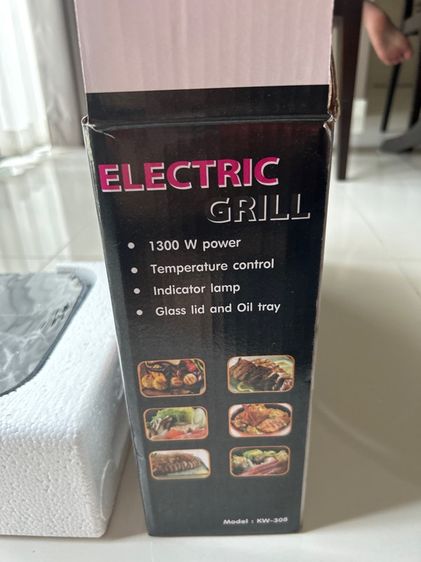 ELECTRIC
GRILL
• 1300 W power
• Temperature control
• Indicator lamp
• Glass lid and Oil tray
Model : KW-308